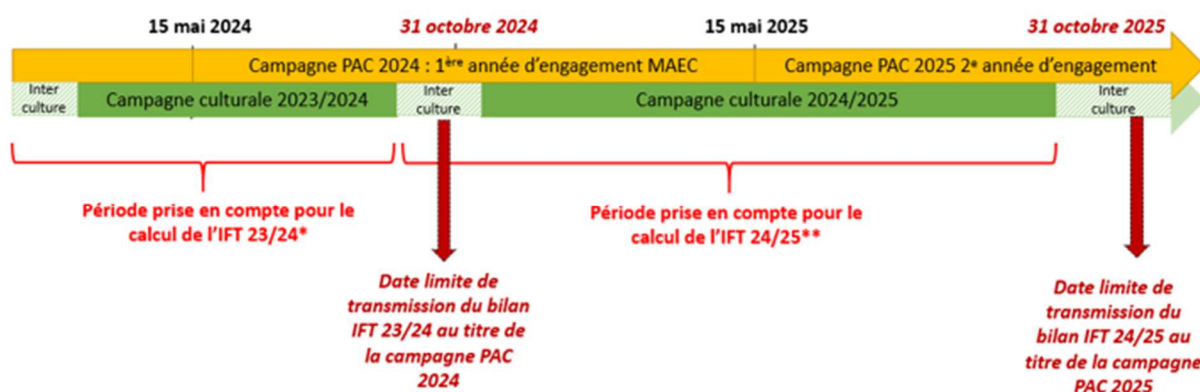 15 mai 2024
31 octobre 2024
15 mai 2025
31 octobre 2025
Campagne PAC 2024 : 1ère année d'engagement MAEC
Campagne PAC 2025 2e année d'engagement
Inter
culture
Campagne culturale 2023/2024
Inter
culture
Campagne culturale 2024/2025
Inter
culture
Période prise en compte pour le
calcul de l'IFT 23/24*
Période prise en compte pour le
calcul de l'IFT 24/25**
Date limite de
transmission du bilan
IFT 23/24 au titre de
la campagne PAC
2024
Date limite de
transmission du
bilan IFT 24/25 au
titre de la campagne
PAC 2025